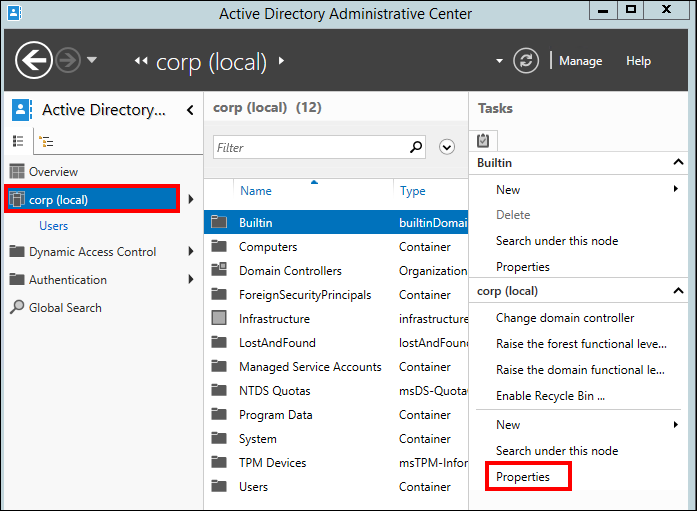 Active Directory Administrative Center
corp (local)
Manage
Help
Active Directory...
Overview
corp (local)
Users
Dynamic Access Control
Authentication
Global Search
corp (local) (12)
Filter
Name Type
Builtin builtinDomai
Computers Container
Domain Controllers Organization
ForeignSecurityPrincipals Container
Infrastructure infrastructure
LostAndFound lostAndFound
Managed Service Accounts Container
NTDS Quotas msDS-Quota
Program Data Container
System Container
TPM Devices msTPM-Infor
Users Container
Tasks
Builtin
New
Delete
Search under this node
Properties
corp (local)
Change domain controller
Raise the forest functional leve...
Raise the domain functional le...
Enable Recycle Bin ...
New
Search under this node
Properties